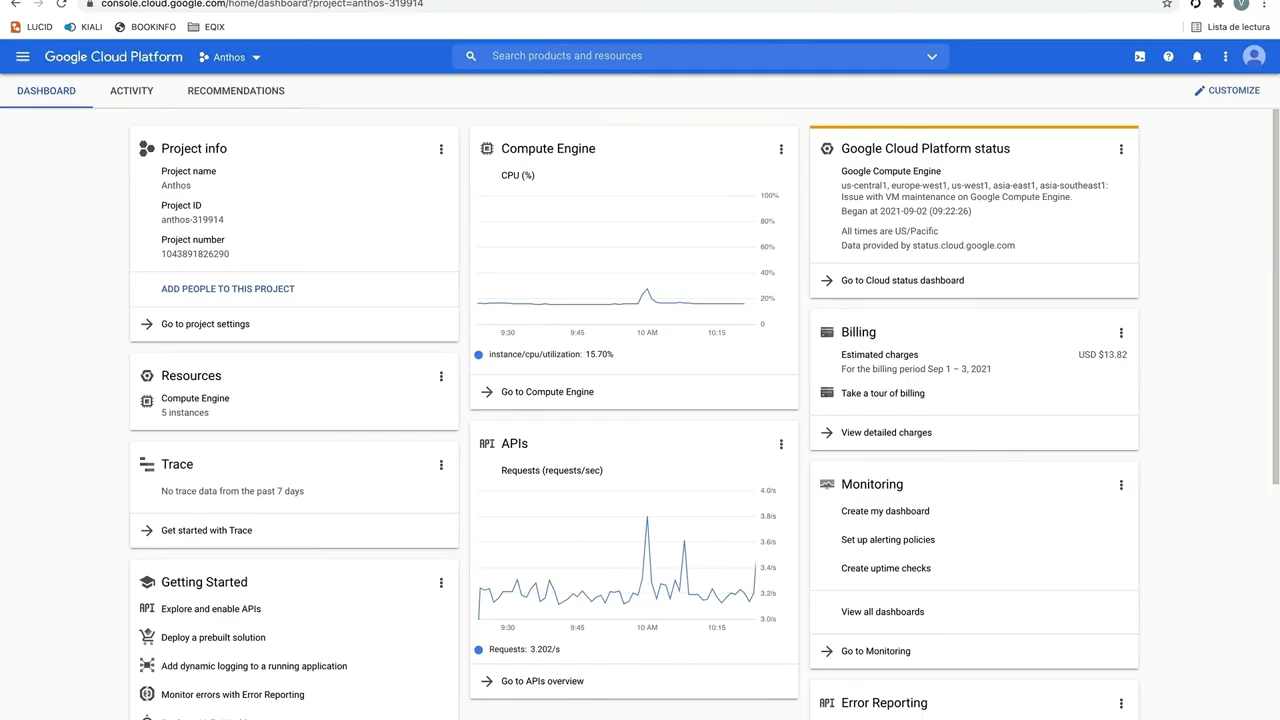 console.cloud.google.com/home/dashboard?project=anthos-319914
LUCID
KIALI
BOOKINFO
EQIX
Lista de lectura
Google Cloud Platform
Anthos
Search products and resources
V
DASHBOARD
ACTIVITY
RECOMMENDATIONS
CUSTOMIZE
Project info
Project name
Anthos
Project ID
anthos-319914
Project number
1043891826290
ADD PEOPLE TO THIS PROJECT
Go to project settings
Resources
Compute Engine
5 instances
Trace
No trace data from the past 7 days
Get started with Trace
Getting Started
API Explore and enable APIs
Deploy a prebuilt solution
Add dynamic logging to a running application
Monitor errors with Error Reporting
Compute Engine
CPU (%)
100%
80%
60%
40%
20%
0
9:30
9:45
10 AM
10:15
instance/cpu/utilization: 15.70%
Go to Compute Engine
API APIs
Requests (requests/sec)
4.0/s
3.8/s
3.6/s
3.4/s
3.2/s
3.0/s
9:30
9:45
10 AM
10:15
Requests: 3.202/s
Go to APIs overview
Google Cloud Platform status
Google Compute Engine
us-central1, europe-west1, us-west1, asia-east1, asia-southeast1:
Issue with VM maintenance on Google Compute Engine.
Began at 2021-09-02 (09:22:26)
All times are US/Pacific
Data provided by status.cloud.google.com
Go to Cloud status dashboard
Billing
Estimated charges
USD $13.82
For the billing period Sep 1 – 3, 2021
Take a tour of billing
View detailed charges
Monitoring
Create my dashboard
Set up alerting policies
Create uptime checks
View all dashboards
Go to Monitoring
API Error Reporting